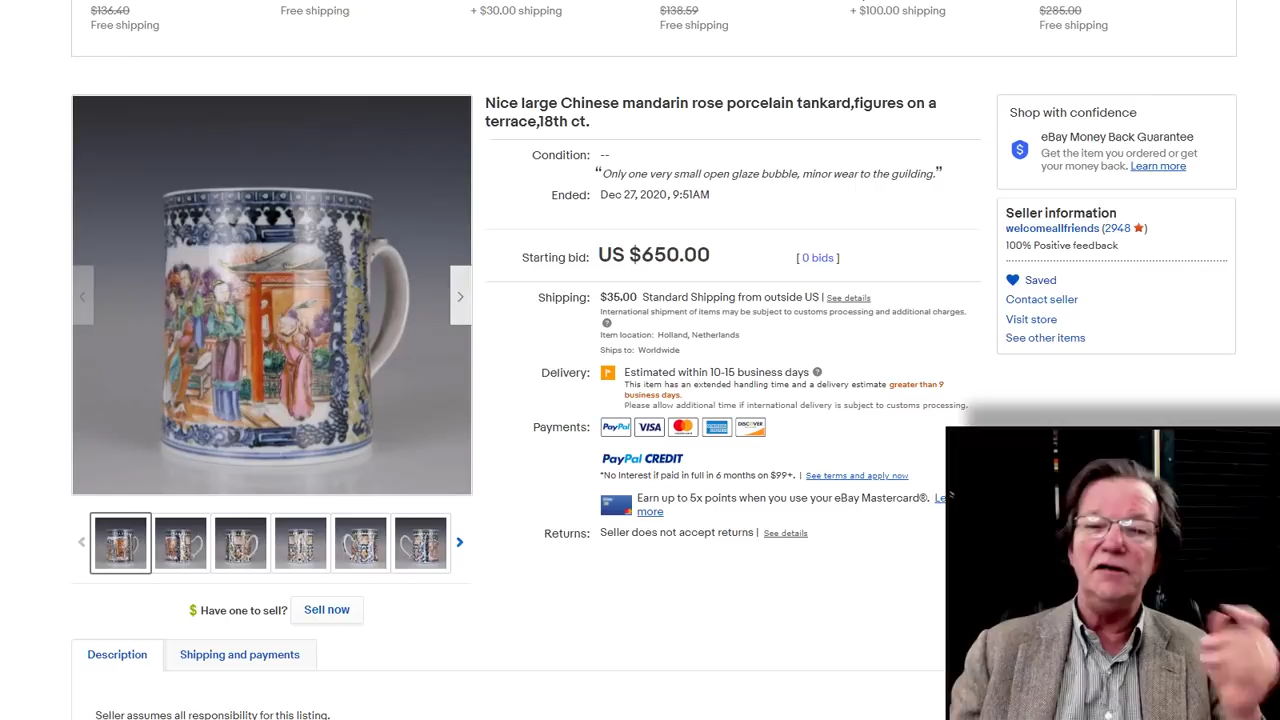 $136.40
Free shipping
Free shipping
+ $30.00 shipping
$138.59
Free shipping
+ $100.00 shipping
$285.00
Free shipping
Nice large Chinese mandarin rose porcelain tankard,figures on a
terrace,18th ct.
Condition: --
“Only one very small open glaze bubble, minor wear to the guilding.”
Ended: Dec 27, 2020, 9:51AM
Starting bid: US $650.00 [ 0 bids ]
Shipping: $35.00 Standard Shipping from outside US | See details
International shipment of items may be subject to customs processing and additional charges.
?
Item location: Holland, Netherlands
Ships to: Worldwide
Delivery: Estimated within 10-15 business days ?
This item has an extended handling time and a delivery estimate greater than 9
business days.
Please allow additional time if international delivery is subject to customs processing.
Payments: PayPal VISA MasterCard AMERICAN EXPRESS DISCOVER
PayPal CREDIT
*No Interest if paid in full in 6 months on $99+. | See terms and apply now
Earn up to 5x points when you use your eBay Mastercard®. Le
more
Returns: Seller does not accept returns | See details
Shop with confidence
$ eBay Money Back Guarantee
Get the item you ordered or get
your money back. Learn more
Seller information
welcomeallfriends (2948 ★)
100% Positive feedback
Saved
Contact seller
Visit store
See other items
$ Have one to sell? Sell now
Description
Shipping and payments
Seller assumes all responsibility for this listing.